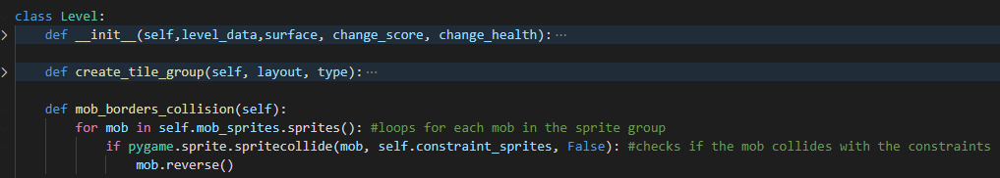 class Level:
    def __init__(self,level_data,surface, change_score, change_health):···
    def create_tile_group(self, layout, type):···
    def mob_borders_collision(self):
        for mob in self.mob_sprites.sprites(): #loops for each mob in the sprite group
            if pygame.sprite.spritecollide(mob, self.constraint_sprites, False): #checks if the mob collides with the constraints
                mob.reverse()